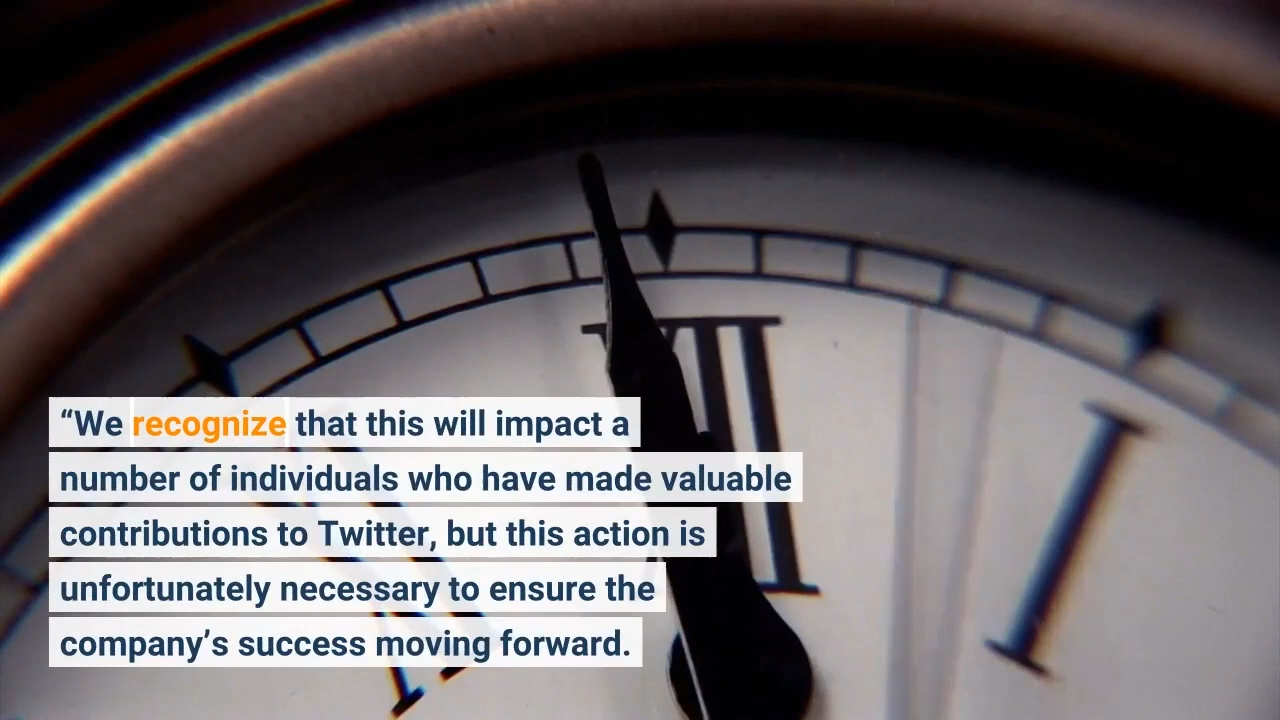 “We recognize that this will impact a
number of individuals who have made valuable
contributions to Twitter, but this action is
unfortunately necessary to ensure the
company’s success moving forward.
XII
I